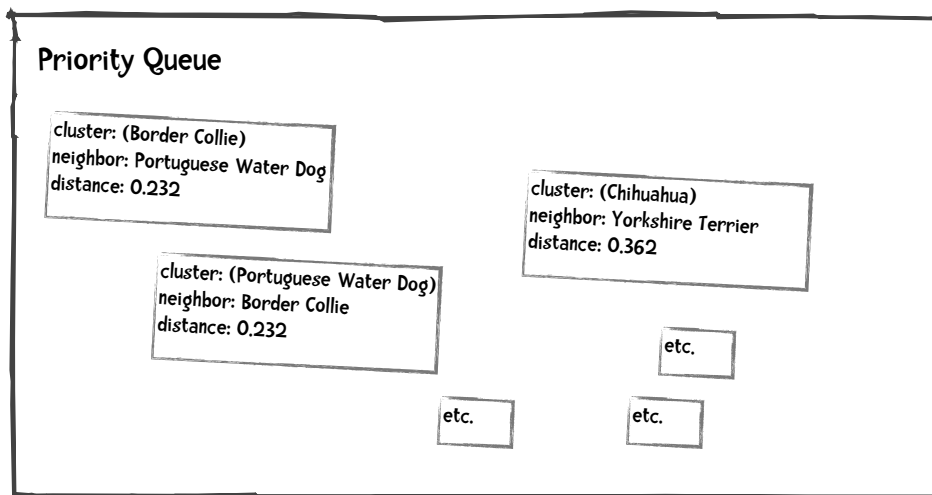 Priority Queue
cluster: (Border Collie)
neighbor: Portuguese Water Dog
distance: 0.232
cluster: (Chihuahua)
neighbor: Yorkshire Terrier
distance: 0.362
cluster: (Portuguese Water Dog)
neighbor: Border Collie
distance: 0.232
etc.
etc.
etc.